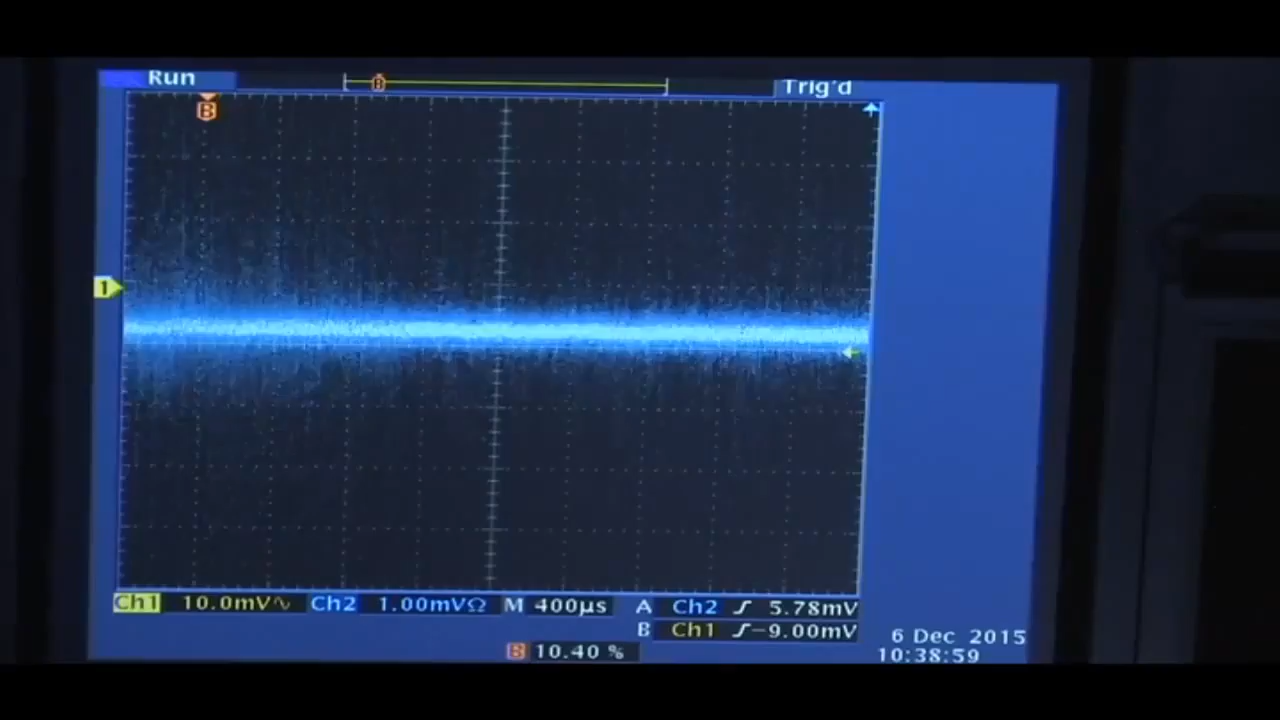 Run
B
Trig'd
B
1
Ch1 10.0mV∿ Ch2 1.00mVΩ M 400µs A Ch2 ∫ 5.78mV
B Ch1 ∫ -9.00mV
B 10.40 %
6 Dec 2015
10:38:59